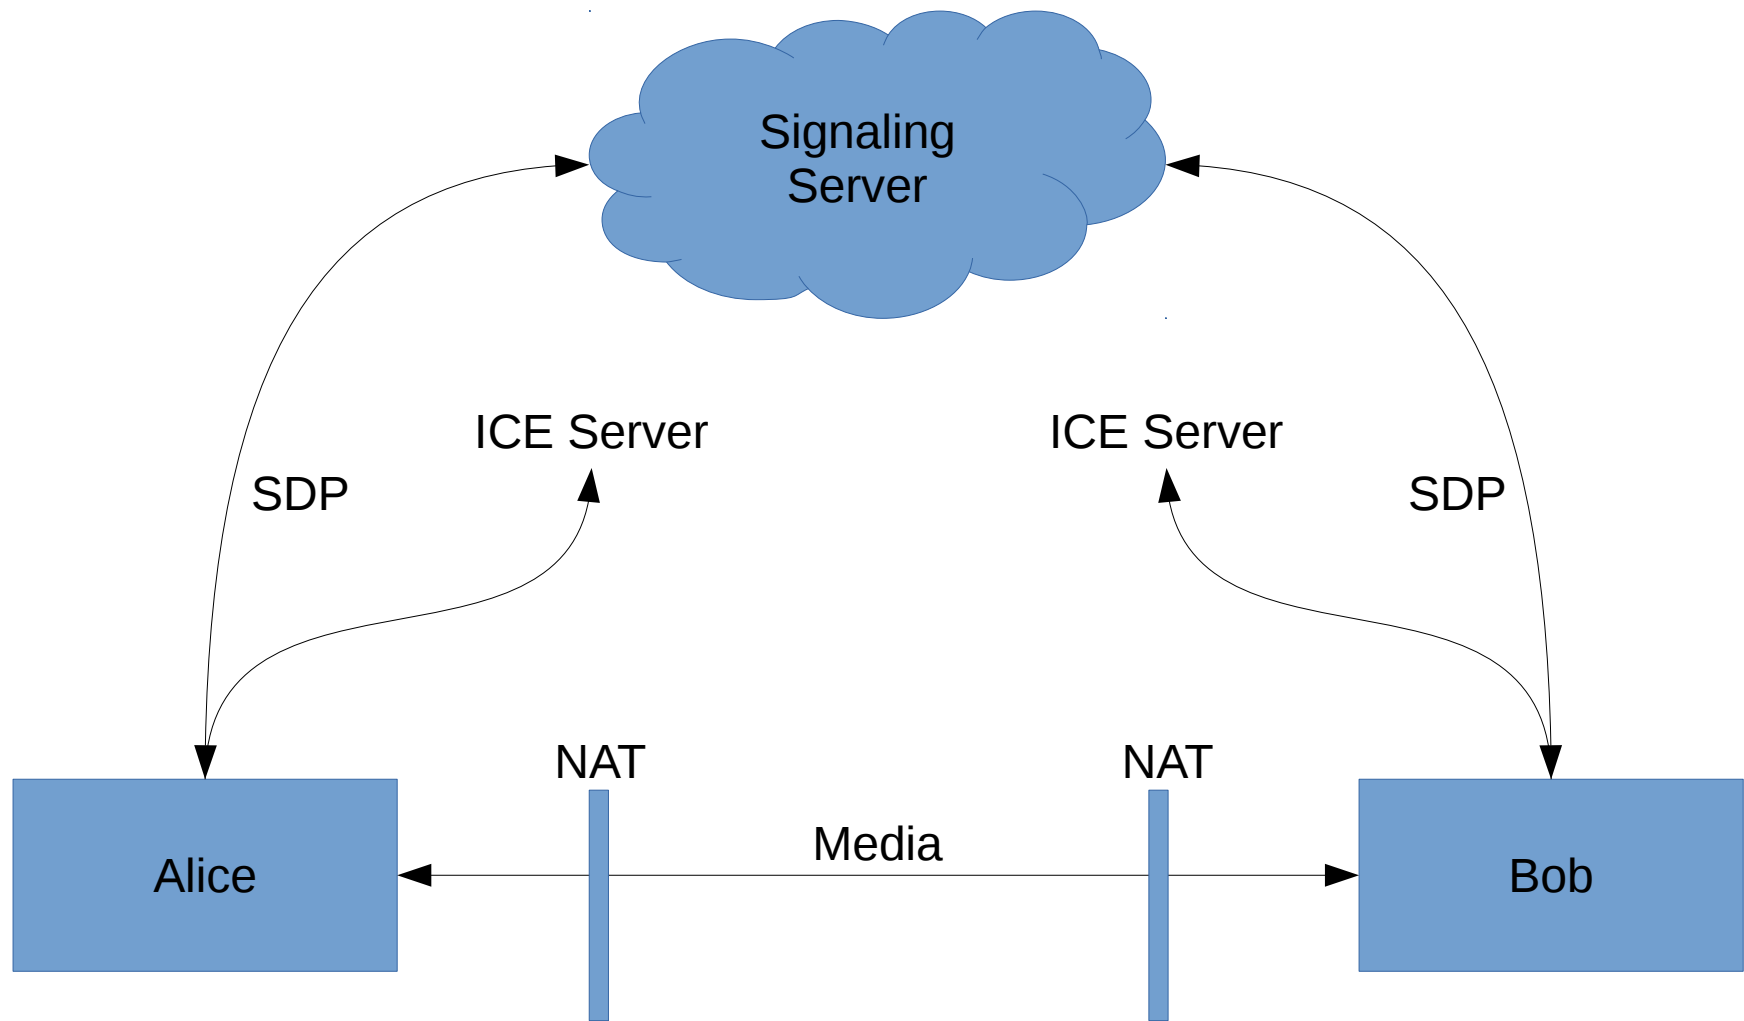 Signaling
Server
ICE Server
ICE Server
SDP
SDP
NAT
NAT
Media
Alice
Bob